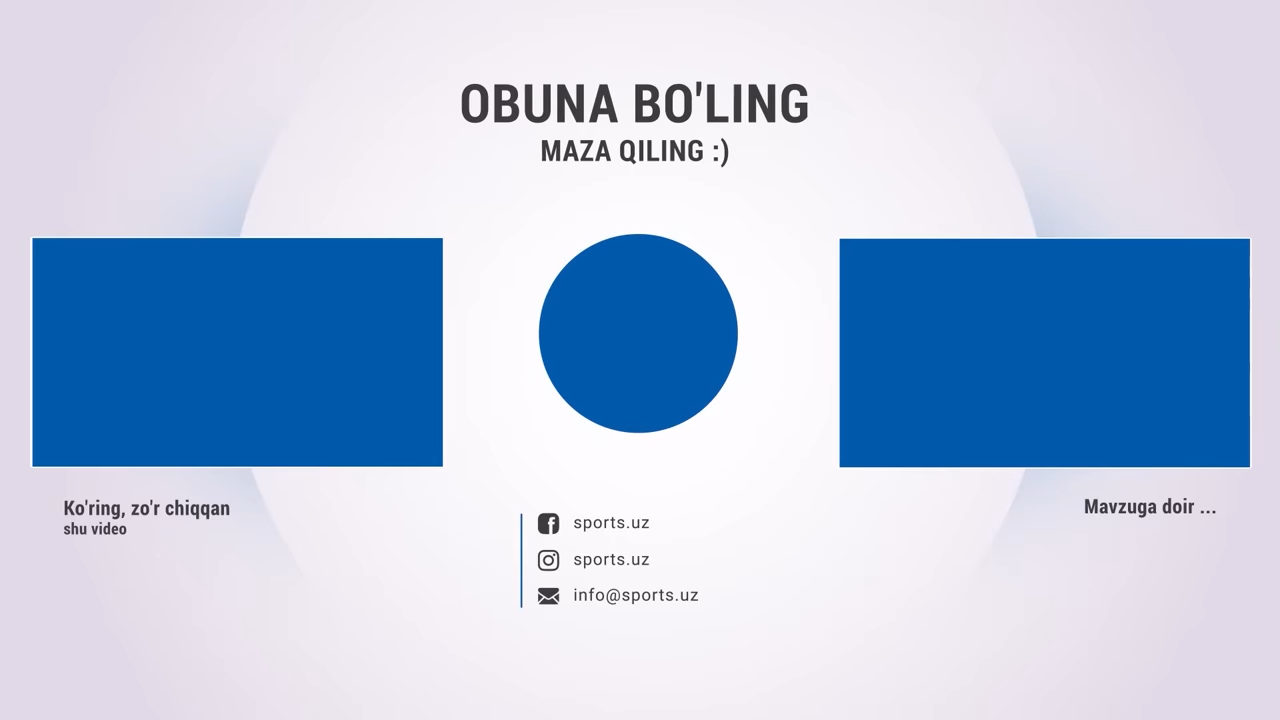 OBUNA BO'LING
MAZA QILING :)
Ko'ring, zo'r chiqqan
shu video
Mavzuga doir ...
sports.uz
sports.uz
info@sports.uz